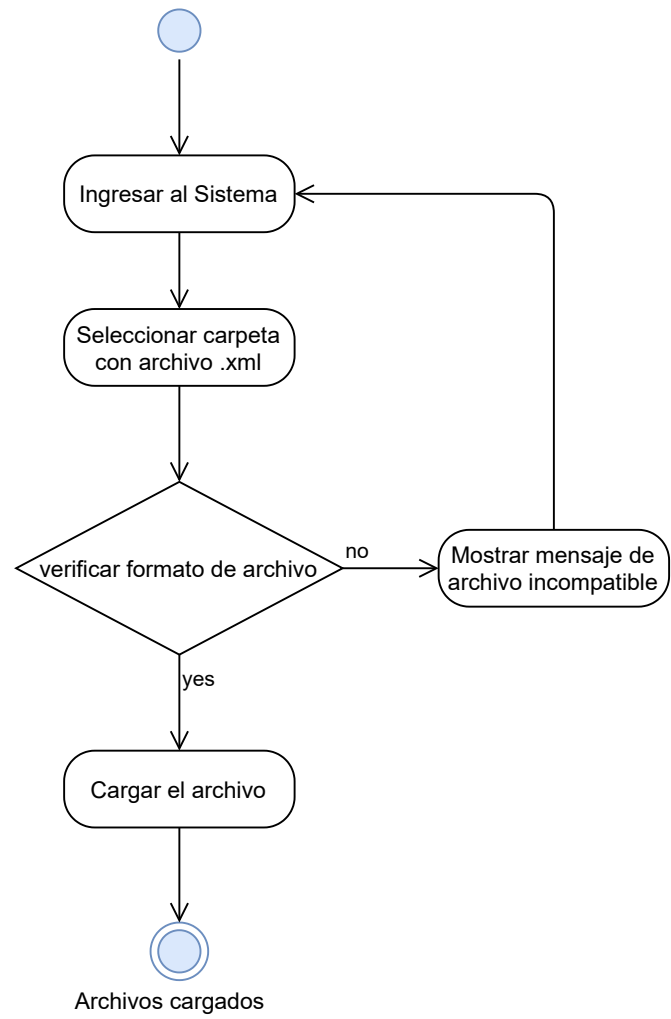 Ingresar al Sistema
Seleccionar carpeta
con archivo .xml
verificar formato de archivo
no
Mostrar mensaje de
archivo incompatible
yes
Cargar el archivo
Archivos cargados